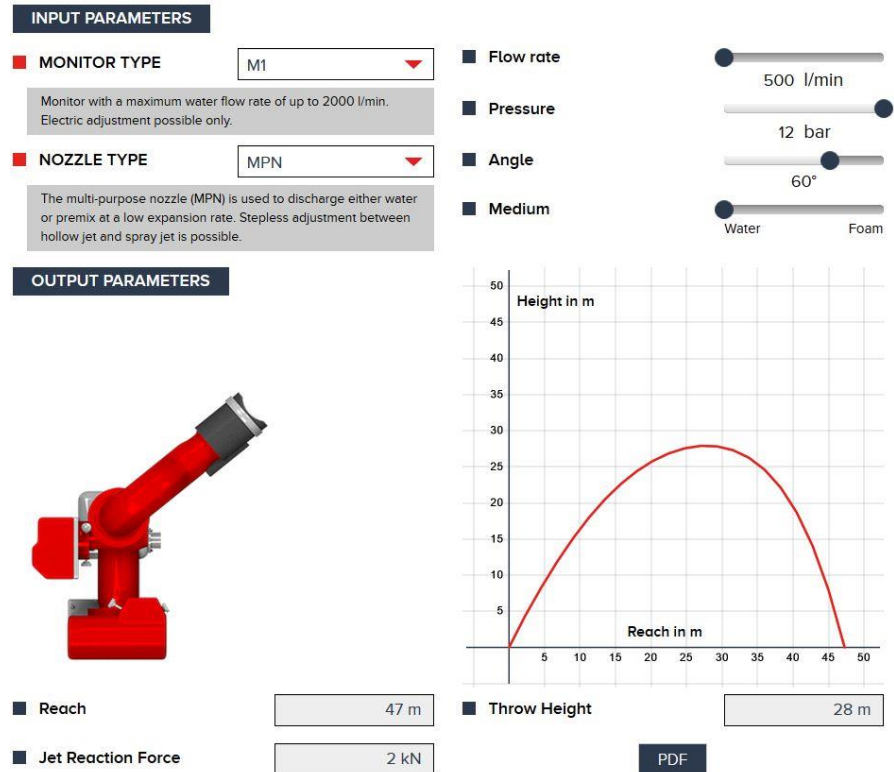 INPUT PARAMETERS
MONITOR TYPE
M1
Monitor with a maximum water flow rate of up to 2000 l/min.
Electric adjustment possible only.
NOZZLE TYPE
MPN
The multi-purpose nozzle (MPN) is used to discharge either water
or premix at a low expansion rate. Stepless adjustment between
hollow jet and spray jet is possible.
Flow rate
500 l/min
Pressure
12 bar
Angle
60°
Medium
Water Foam
OUTPUT PARAMETERS
Height in m
50
45
40
35
30
25
20
15
10
5
Reach in m
5 10 15 20 25 30 35 40 45 50
Reach
47 m
Throw Height
28 m
Jet Reaction Force
2 kN
PDF